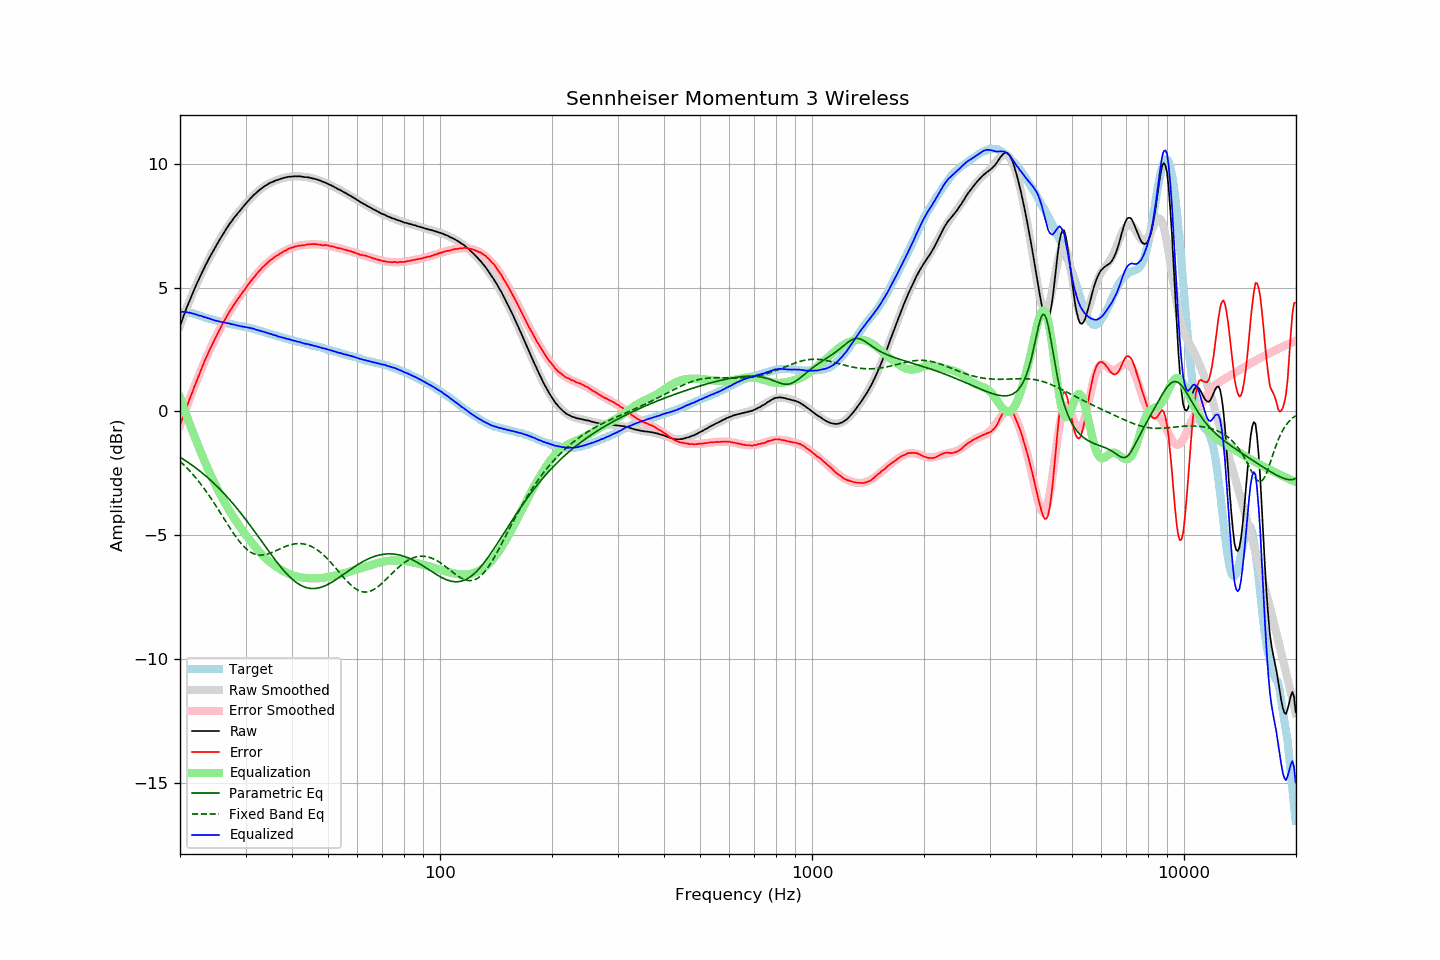 Sennheiser Momentum 3 Wireless
Amplitude (dBr)
10
5
0
−5
−10
−15
Target
Raw Smoothed
Error Smoothed
Raw
Error
Equalization
Parametric Eq
Fixed Band Eq
Equalized
100
1000
10000
Frequency (Hz)